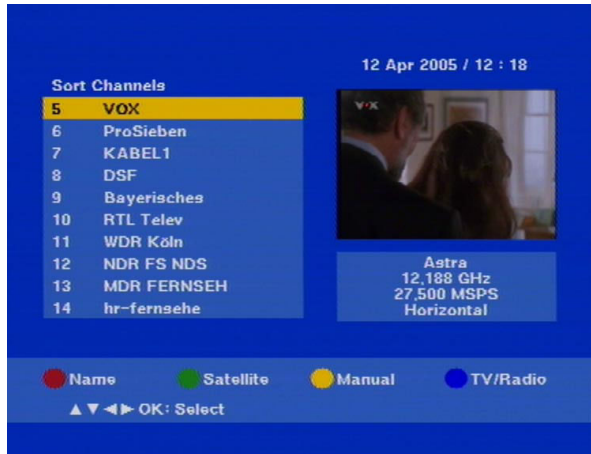 12 Apr 2005 / 12 : 18
Sort Channels
5 VOX
6 ProSieben
7 KABEL1
8 DSF
9 Bayerisches
10 RTL Telev
11 WDR Köln
12 NDR FS NDS
13 MDR FERNSEH
14 hr-fernsehe
VOX
Astra
12,188 GHz
27,500 MSPS
Horizontal
Name Satellite Manual TV/Radio
▲▼◀▶ OK: Select